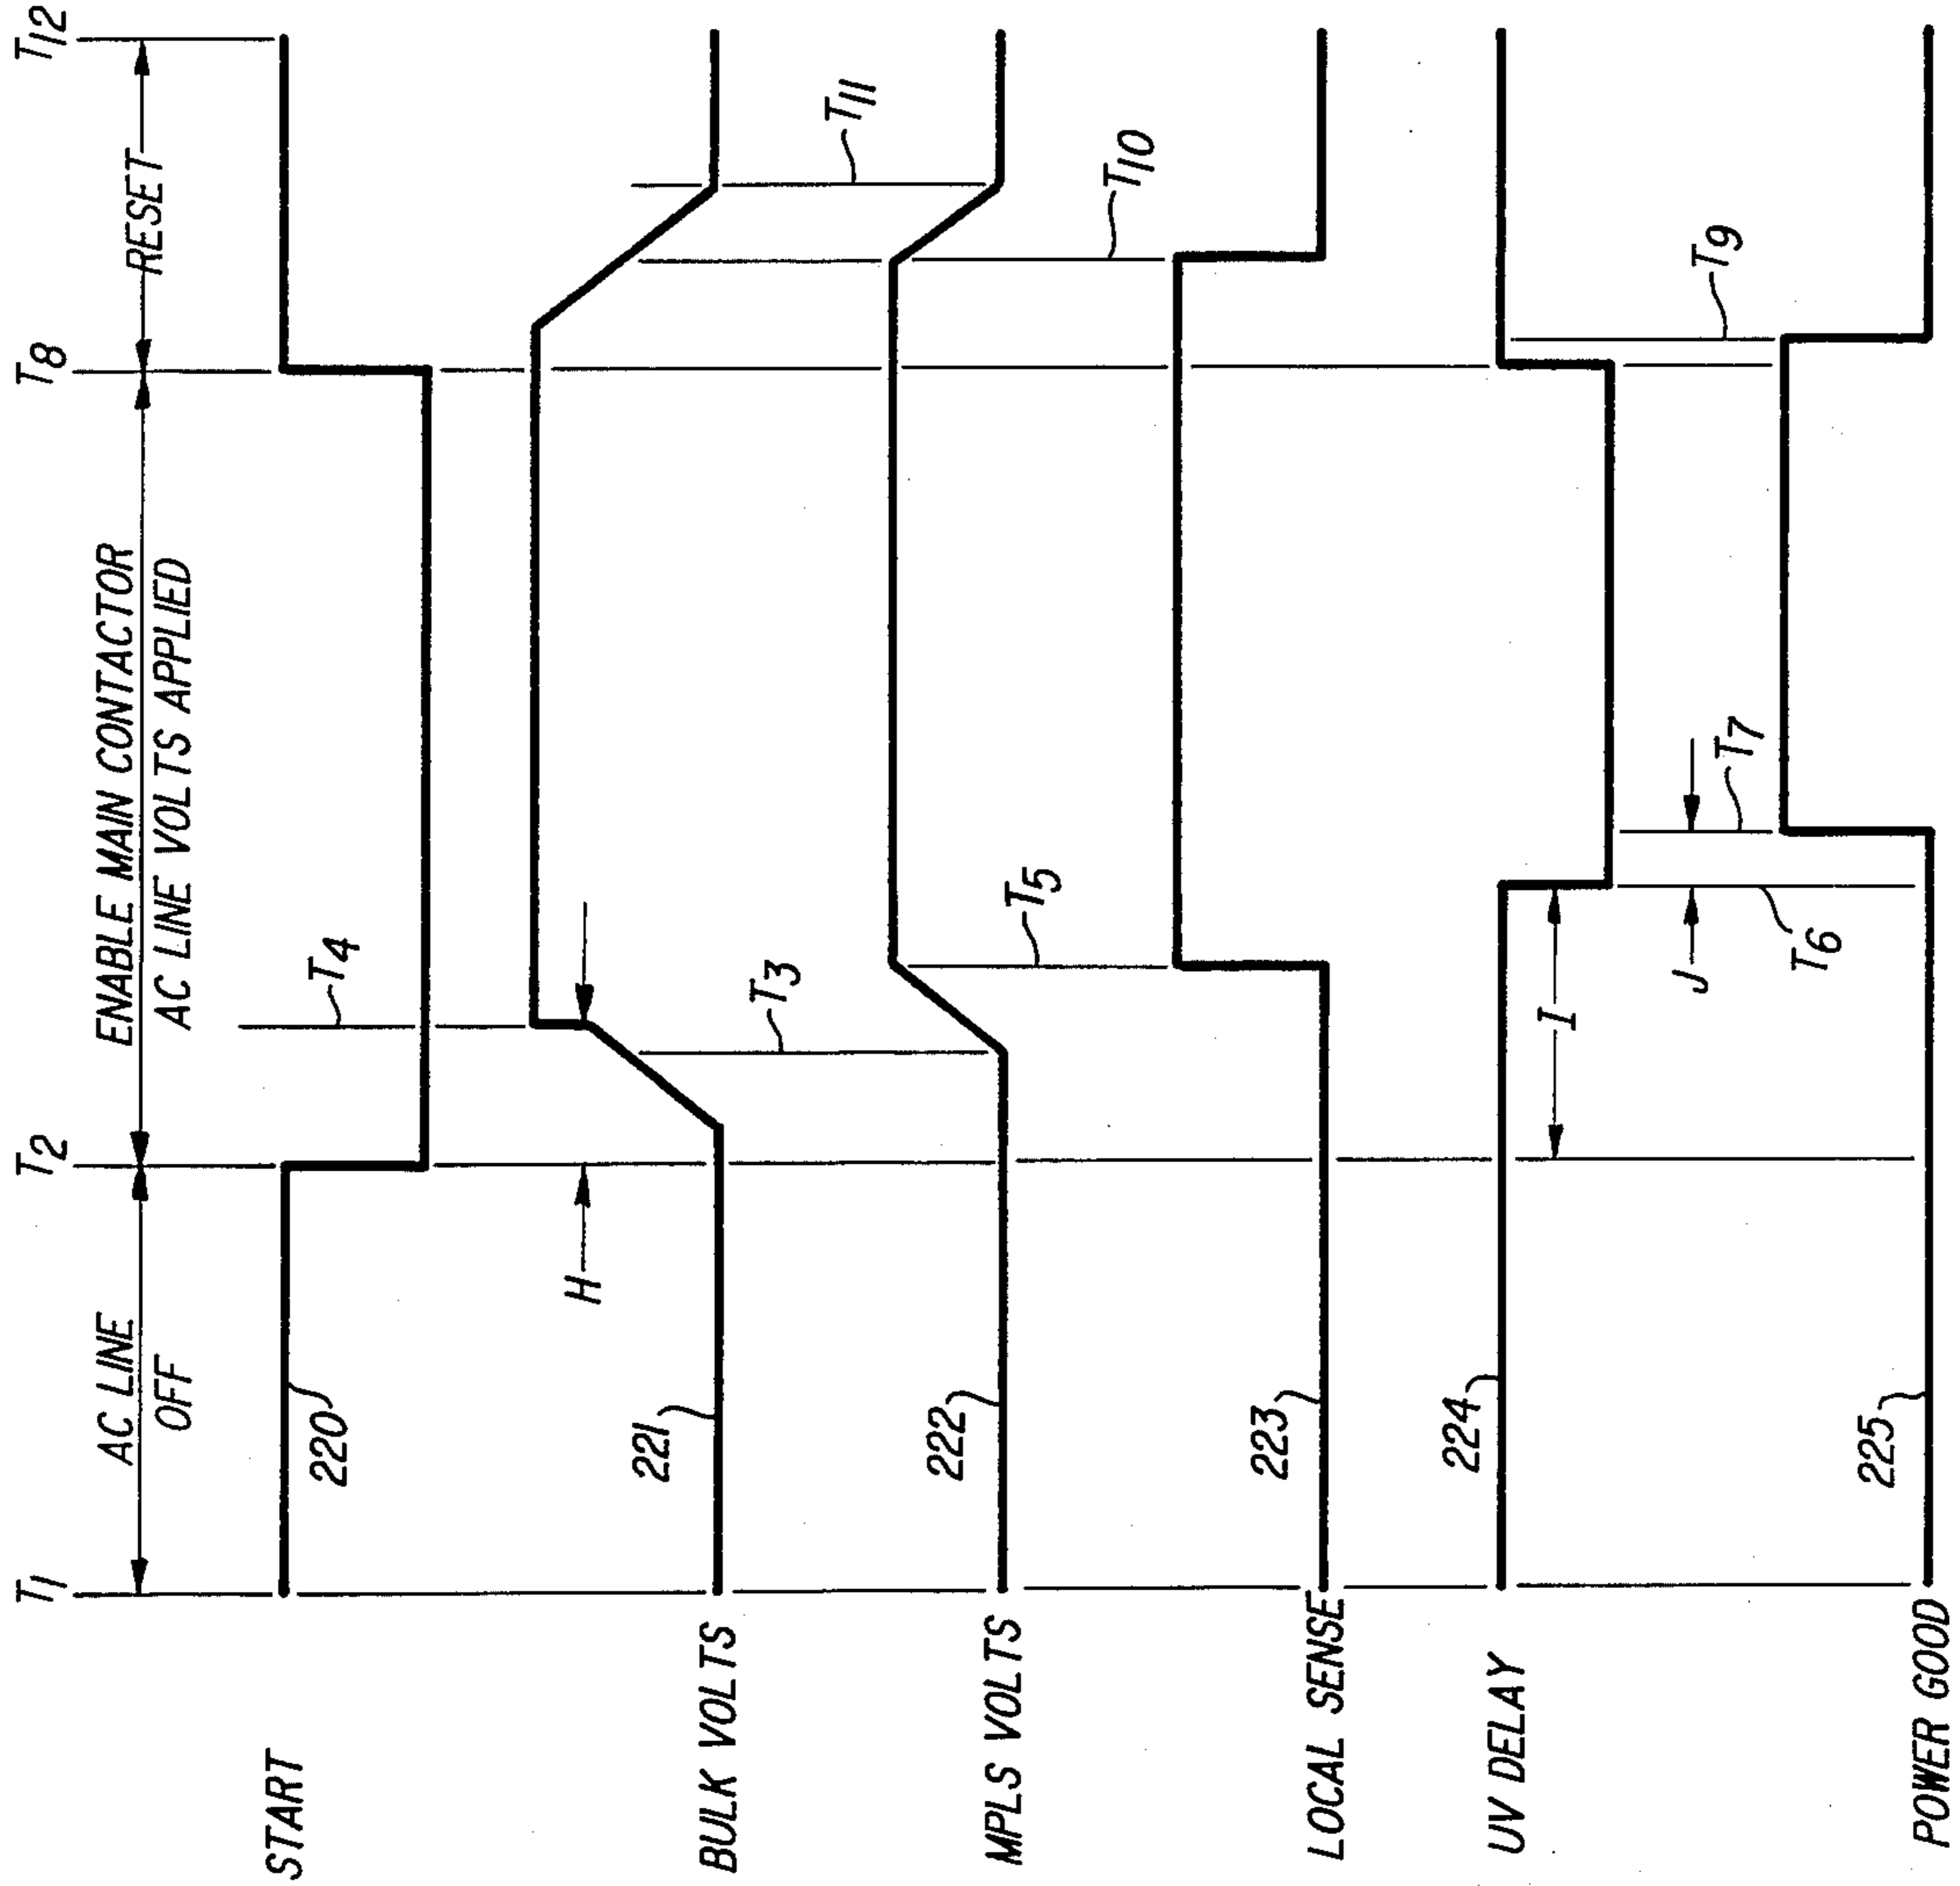 T1
T2
T8
T12
AC LINE
OFF
ENABLE MAIN CONTACTOR
AC LINE VOLTS APPLIED
RESET
START
220
T4
BULK VOLTS
221
H
T3
T11
MPLS VOLTS
222
T5
T10
LOCAL SENSE
223
UV DELAY
224
I
J
T6
T7
T9
POWER GOOD
225